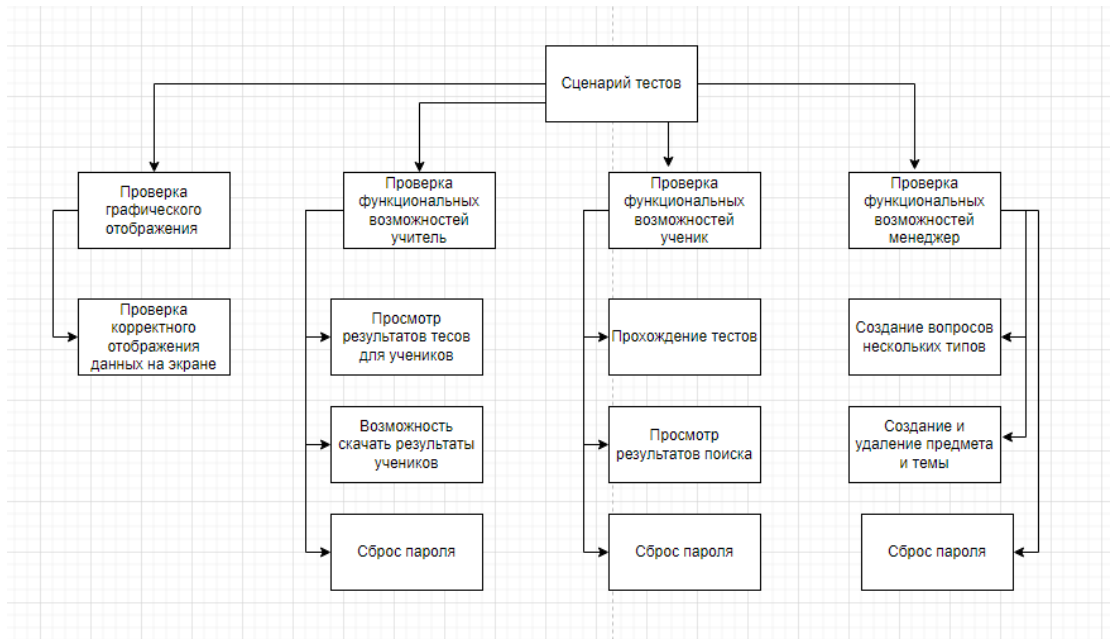 Сценарий тестов
Проверка
графического
отображения
Проверка
функциональных
возможностей
учитель
Проверка
функциональных
возможностей
ученик
Проверка
функциональных
возможностей
менеджер
Проверка
корректного
отображения
данных на экране
Просмотр
результатов тесов
для учеников
Прохождение тестов
Создание вопросов
нескольких типов
Возможность
скачать результаты
учеников
Просмотр
результатов поиска
Создание и
удаление предмета
и темы
Сброс пароля
Сброс пароля
Сброс пароля